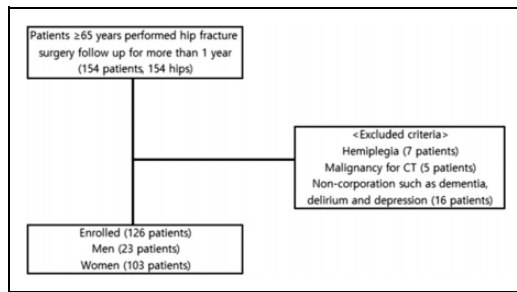 Patients ≥65 years performed hip fracture
surgery follow up for more than 1 year
(154 patients, 154 hips)
<Excluded criteria>
Hemiplegia (7 patients)
Malignancy for CT (5 patients)
Non-corporation such as dementia,
delirium and depression (16 patients)
Enrolled (126 patients)
Men (23 patients)
Women (103 patients)